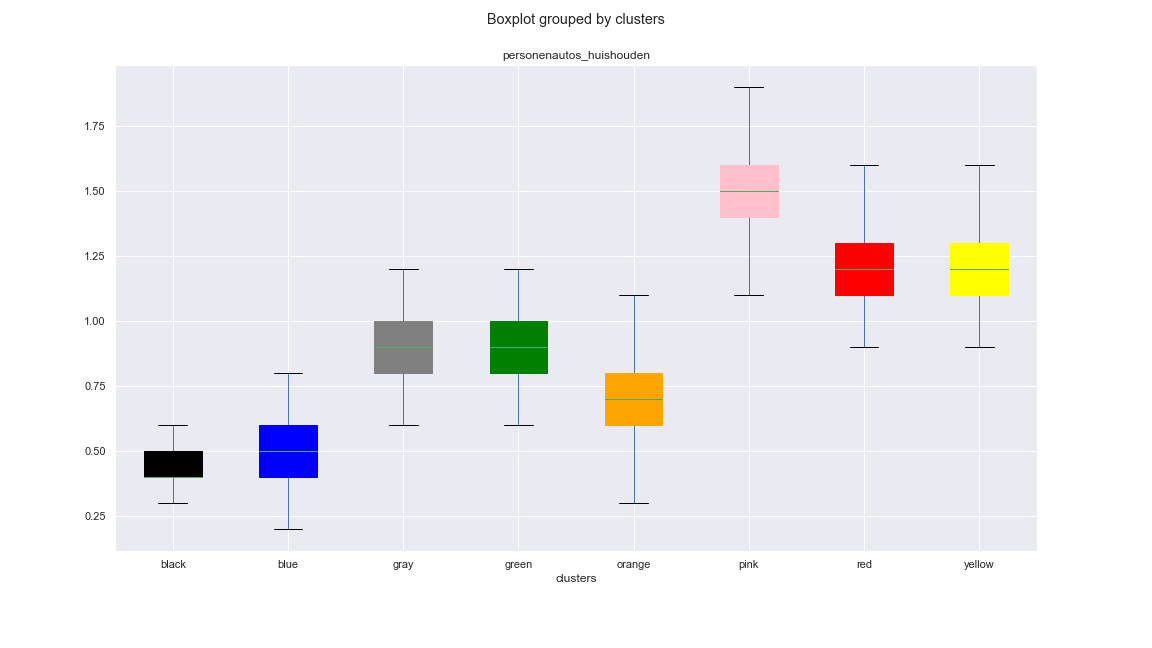 Boxplot grouped by clusters
personenautos_huishouden
1.75
1.50
1.25
1.00
0.75
0.50
0.25
black blue gray green orange pink red yellow
clusters